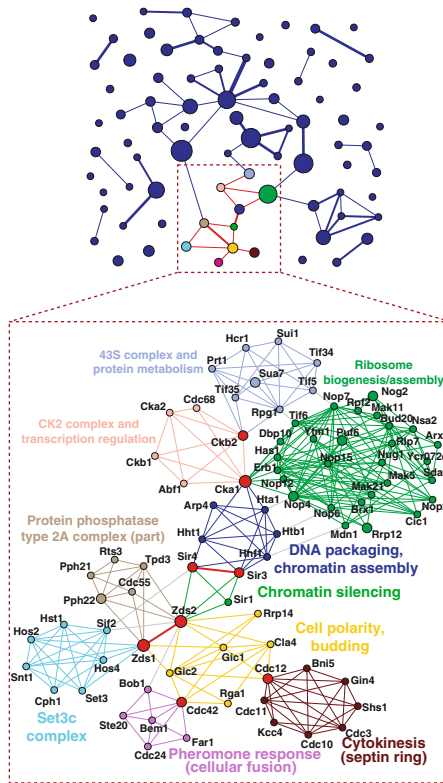 Sui1
Hcr1
43S complex and
protein metabolism
Prt1
Tif34
Sua7
Ribosome
biogenesis/assembly
Tif35
Tif5
Nop7
Nog2
Rpf2
Cka2
Cdc68
Rpg1
Tif6
Mak11
Bud20
Nsa2
CK2 complex and
transcription regulation
Ckb2
Dbp10
Ytm1
Puf6
Rlp7
Arx
Has1
Nop15
Nug1
Ycr072c
Ckb1
Erb1
Mak5
Sda
Abf1
Cka1
Nop12
Mak21
Nop4
Brx1
Nop
Arp4
Hta1
Nop6
Cic1
Protein phosphatase
type 2A complex (part)
Hht1
Htb1
Mdn1
Rrp12
Rts3
Tpd3
Sir4
Hhf1
DNA packaging,
chromatin assembly
Pph21
Cdc55
Sir3
Pph22
Sir1
Chromatin silencing
Zds2
Rrp14
Hst1
Sif2
Cell polarity,
budding
Hos2
Cla4
Zds1
Gic1
Hos4
Cdc12
Bni5
Snt1
Gic2
Gin4
Bob1
Cph1
Set3
Rga1
Cdc11
Shs1
Set3c
complex
Cdc42
Ste20
Bem1
Kcc4
Cdc3
Cdc10
Far1
Cdc24
Cytokinesis
(septin ring)
Pheromone response
(cellular fusion)